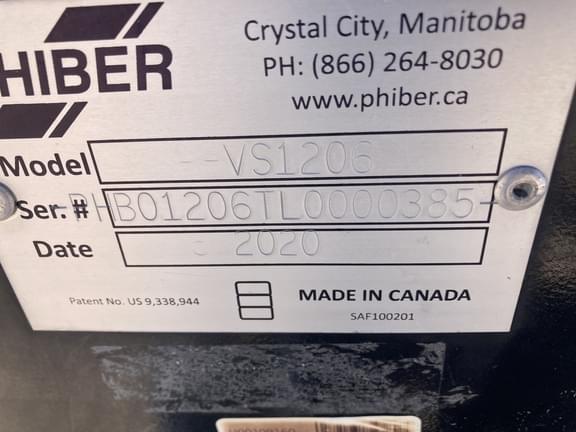 PHIBER
Crystal City, Manitoba
PH: (866) 264-8030
www.phiber.ca
Model --VS1206
Ser. # -PHB01206TL0000385-
Date 2020
Patent No. US 9,338,944
MADE IN CANADA
SAF100201